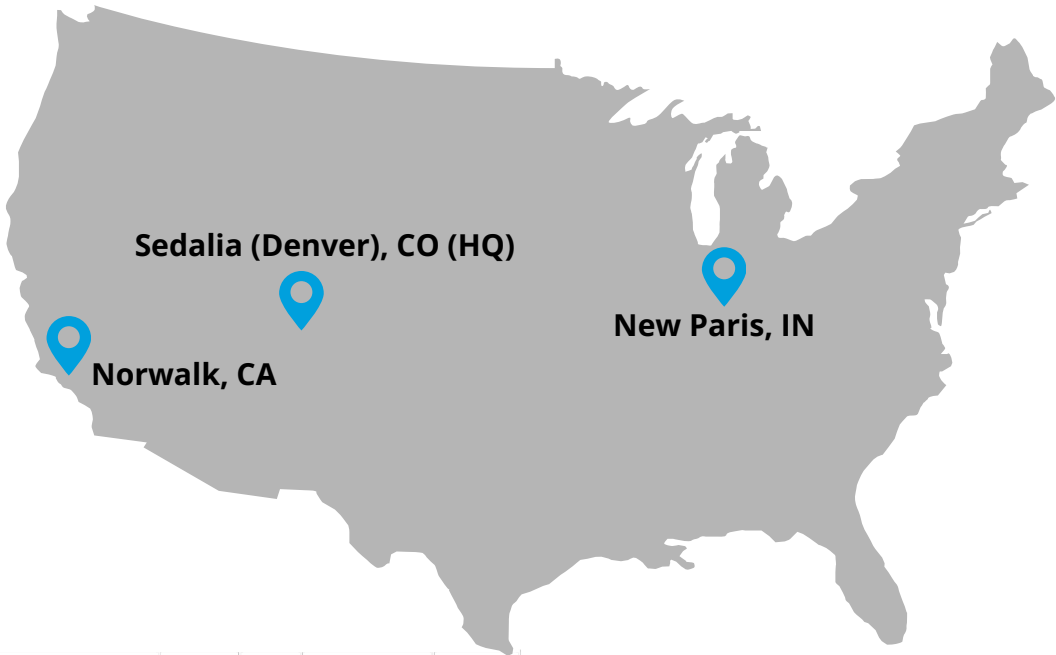 Sedalia (Denver), CO (HQ)
New Paris, IN
Norwalk, CA